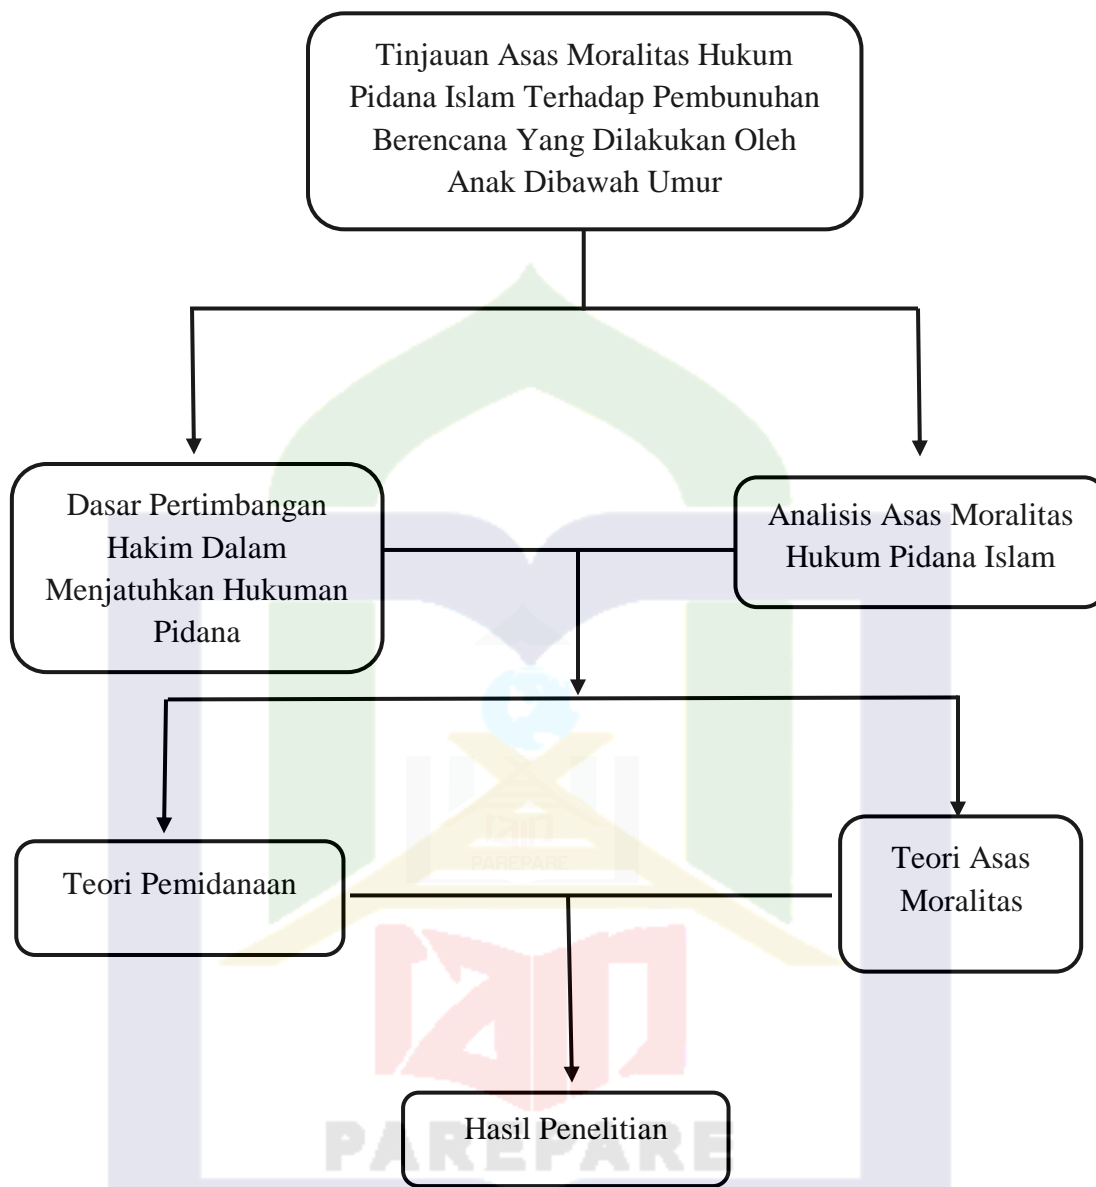 Tinjauan Asas Moralitas Hukum
Pidana Islam Terhadap Pembunuhan
Berencana Yang Dilakukan Oleh
Anak Dibawah Umur
Dasar Pertimbangan
Hakim Dalam
Menjatuhkan Hukuman
Pidana
Analisis Asas Moralitas
Hukum Pidana Islam
PAREPARE
Teori Pemidanaan
Teori Asas
Moralitas
Hasil Penelitian
PAREPARE